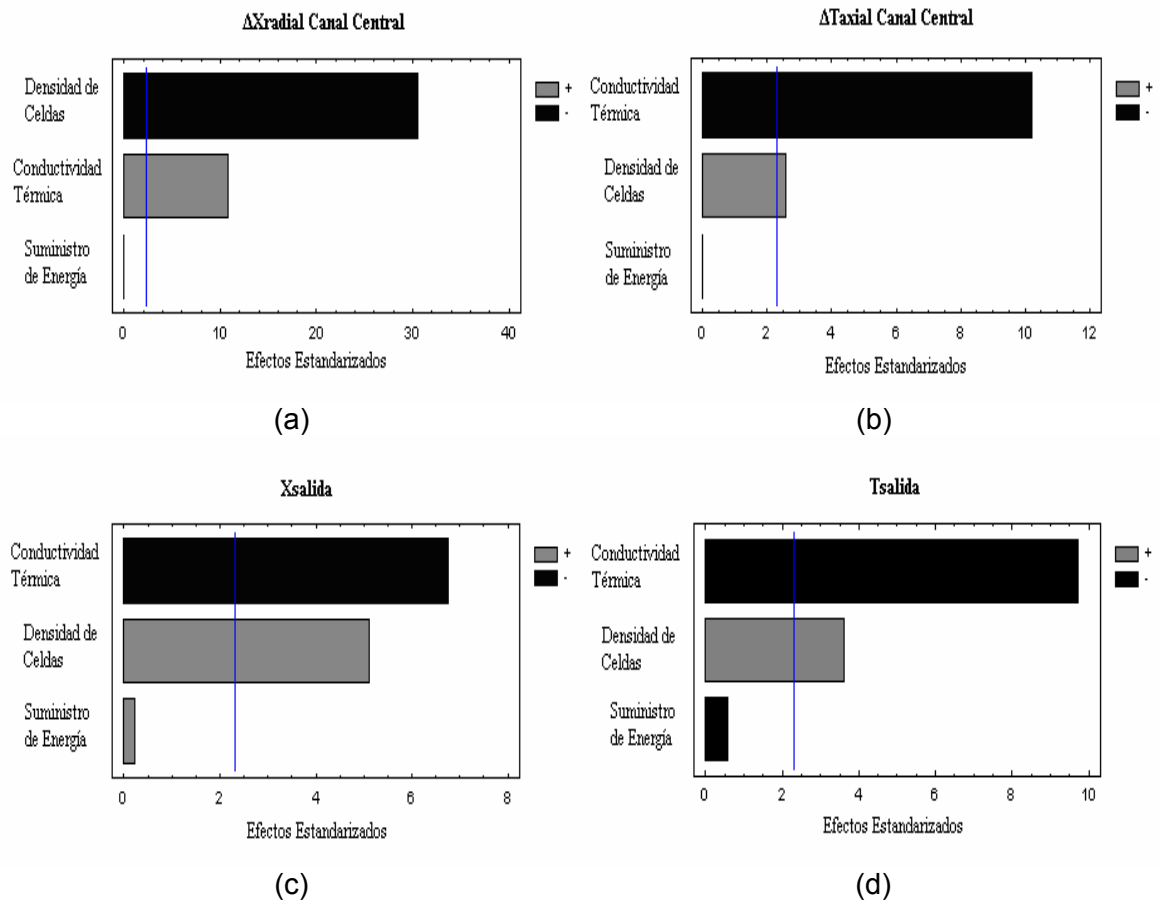 ΔXradial Canal Central
Densidad de
Celdas
Conductividad
Térmica
Suministro
de Energía
+
-
0 10 20 30 40
Efectos Estandarizados
(a)
ΔTaxial Canal Central
Conductividad
Térmica
Densidad de
Celdas
Suministro
de Energía
+
-
0 2 4 6 8 10 12
Efectos Estandarizados
(b)
Xsalida
Conductividad
Térmica
Densidad de
Celdas
Suministro
de Energía
+
-
0 2 4 6 8
Efectos Estandarizados
(c)
Tsalida
Conductividad
Térmica
Densidad de
Celdas
Suministro
de Energía
+
-
0 2 4 6 8 10
Efectos Estandarizados
(d)